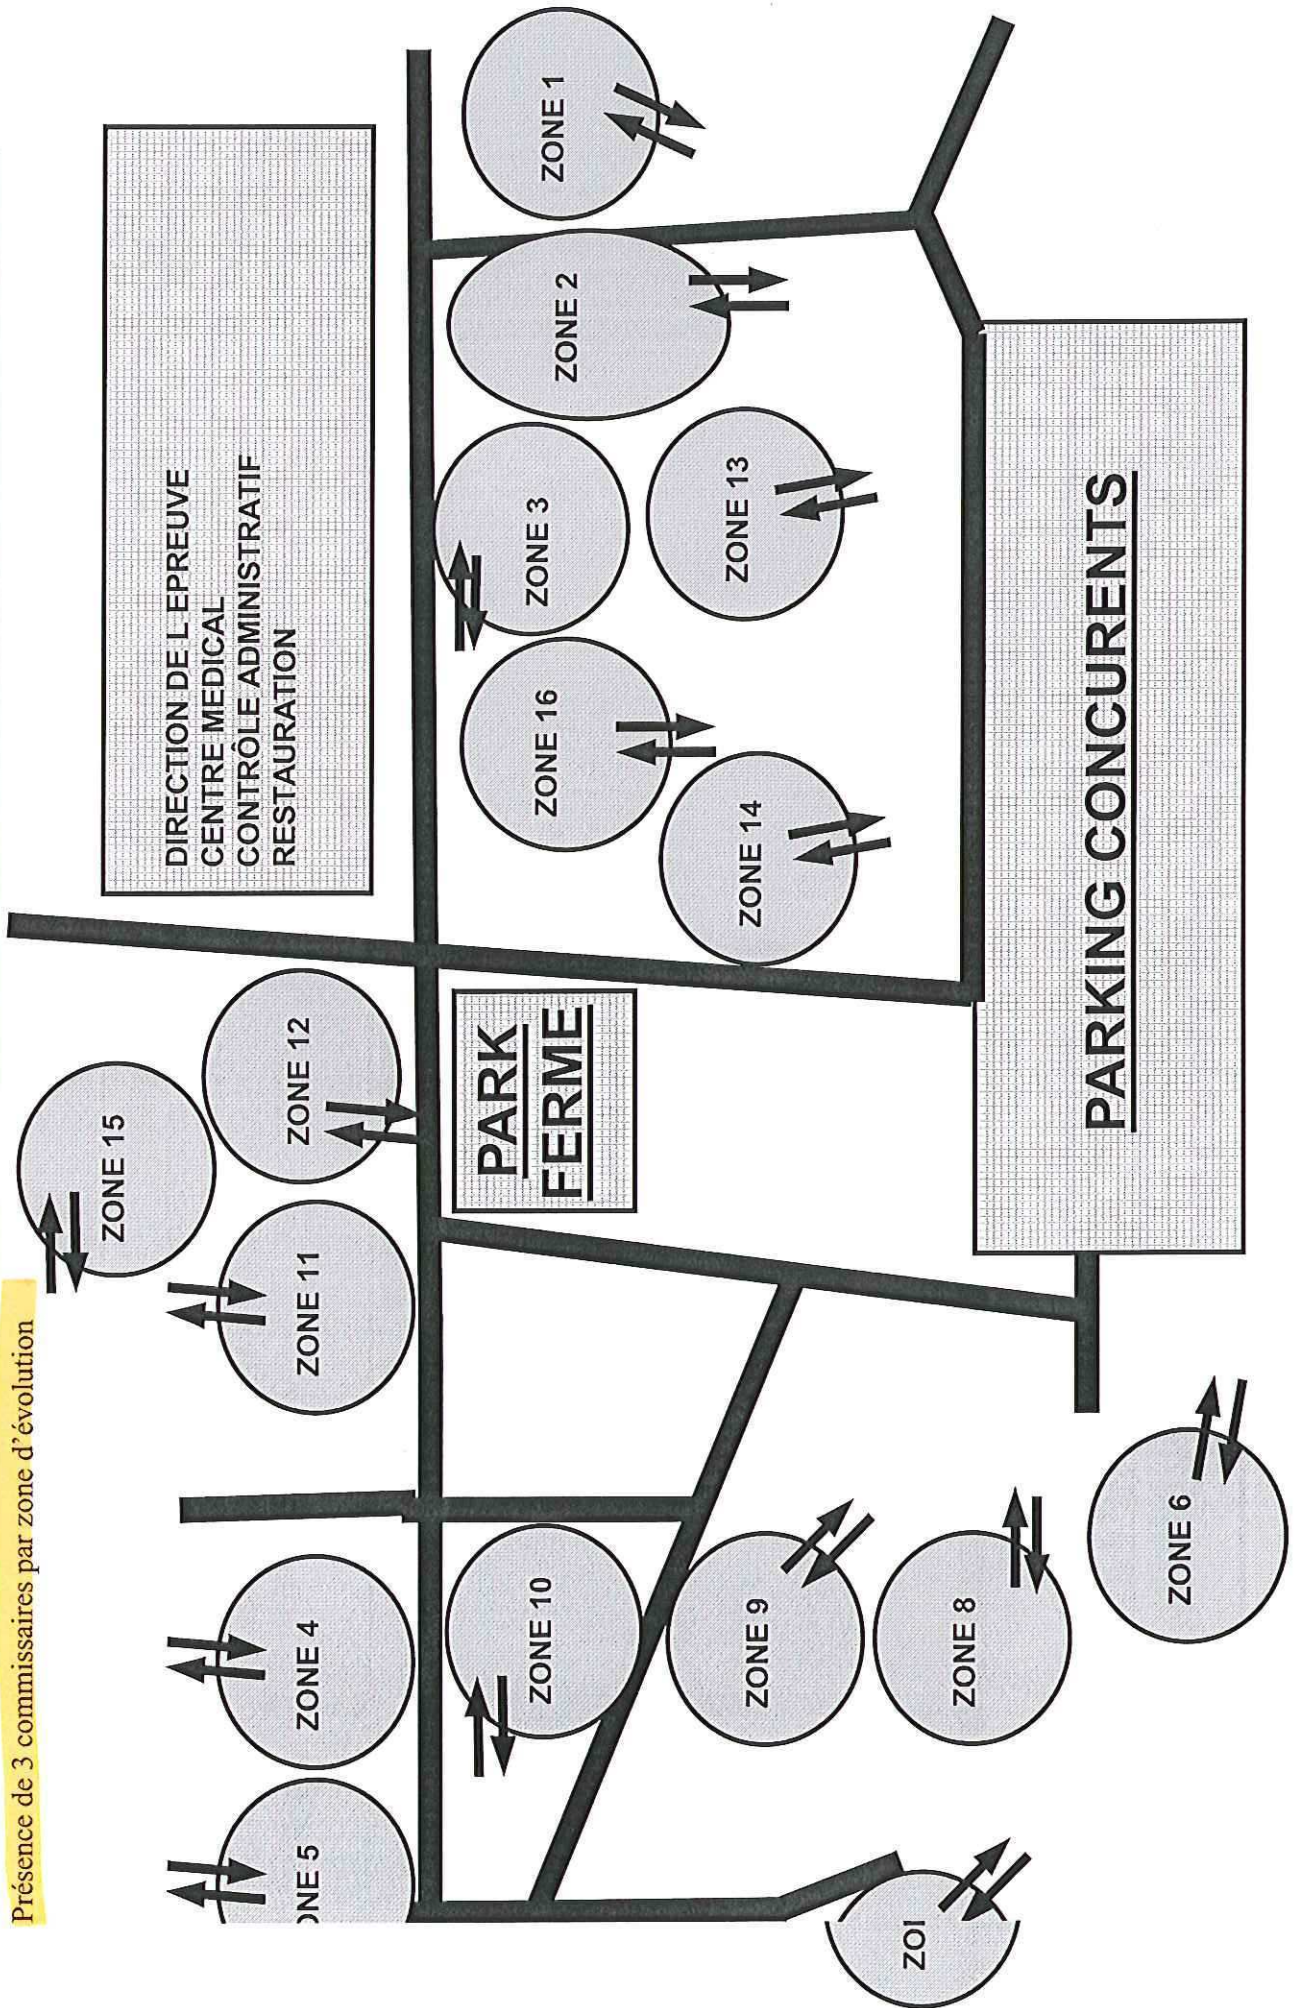 Présence de 3 commissaires par zone d'évolution
DIRECTION DE L EPREUVE
CENTRE MEDICAL
CONTRÔLE ADMINISTRATIF
RESTAURATION
ZONE 15
ZONE 12
ZONE 11
ZONE 4
ONE 5
ZONE 1
ZONE 2
ZONE 3
ZONE 16
PARK
FERME
ZONE 10
ZONE 13
ZONE 14
ZONE 9
ZONE 8
ZOI
PARKING CONCURENTS
ZONE 6